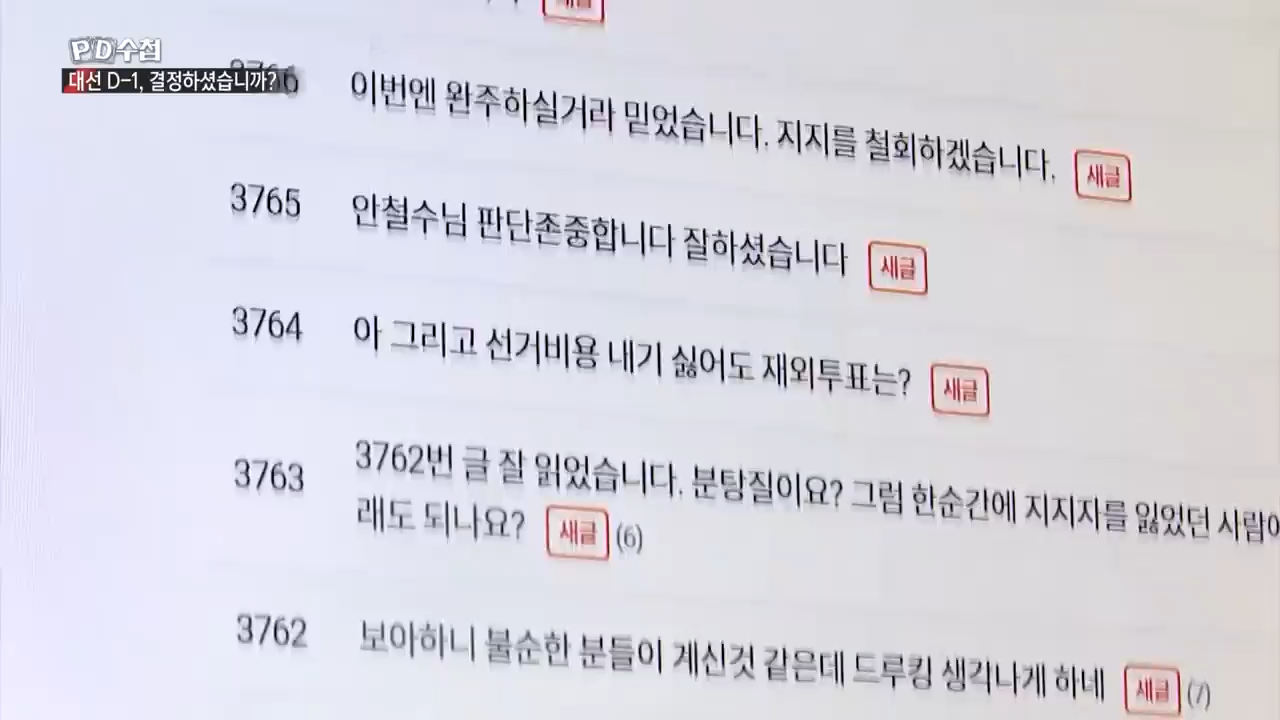 PD수첩
대선 D-1, 결정하셨습니까?
새글
3766 이번엔 완주하실거라 믿었습니다. 지지를 철회하겠습니다. 새글
3765 안철수님 판단존중합니다 잘하셨습니다 새글
3764 아 그리고 선거비용 내기 싫어도 재외투표는? 새글
3763 3762번 글 잘 읽었습니다. 분탕질이요? 그럼 한순간에 지지자를 잃었던 사람이
래도 되나요? 새글 (6)
3762 보아하니 불순한 분들이 계신것 같은데 드루킹 생각나게 하네 새글 (7)